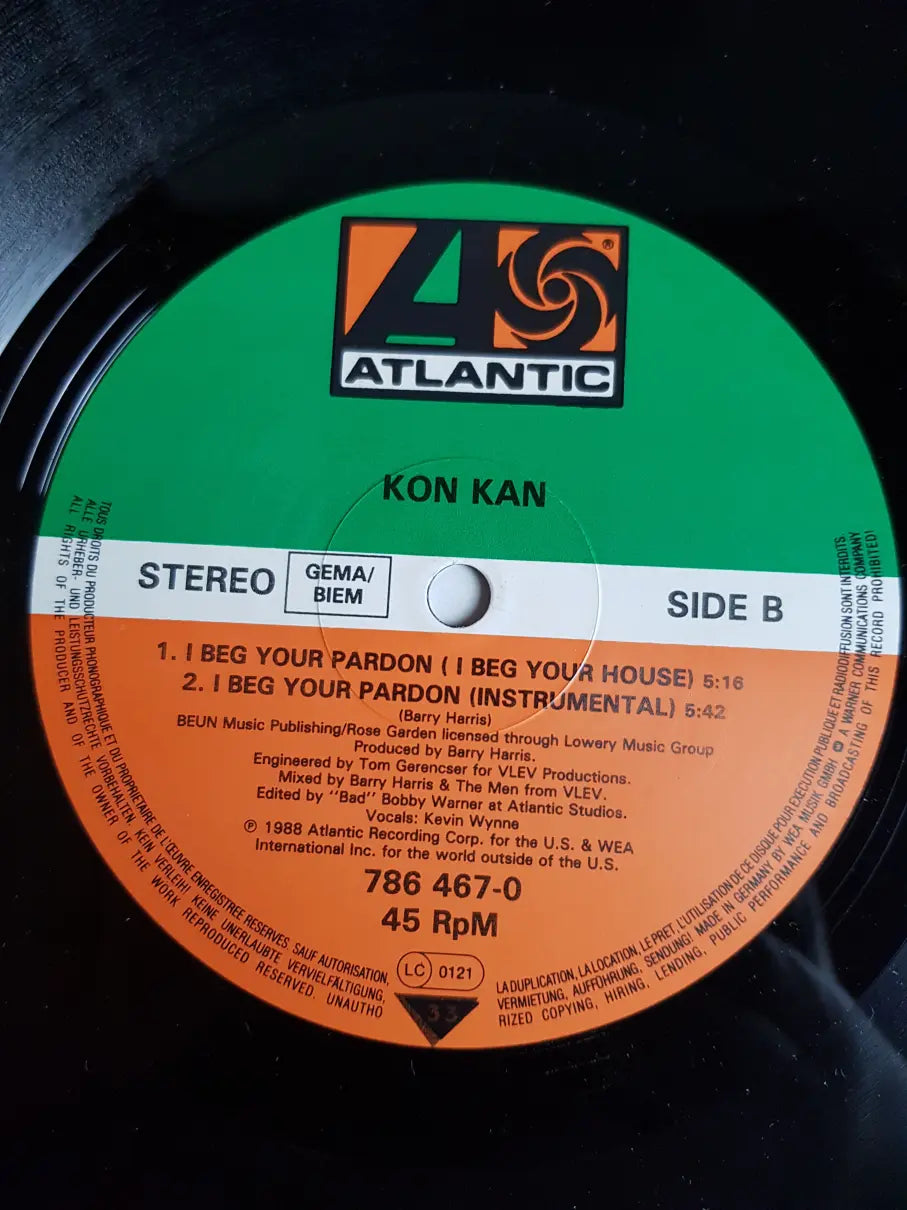 ATLANTIC
®
KON KAN
STEREO
GEMA/
BIEM
SIDE B
1. I BEG YOUR PARDON ( I BEG YOUR HOUSE) 5:16
2. I BEG YOUR PARDON (INSTRUMENTAL) 5:42
(Barry Harris)
BEUN Music Publishing/Rose Garden licensed through Lowery Music Group
Produced by Barry Harris.
Engineered by Tom Gerencser for VLEV Productions.
Mixed by Barry Harris & The Men from VLEV.
Edited by "Bad" Bobby Warner at Atlantic Studios.
Vocals: Kevin Wynne
℗ 1988 Atlantic Recording Corp. for the U.S. & WEA
International Inc. for the world outside of the U.S.
786 467-0
45 RpM
LC 0121
33
TOUS DROITS DU PRODUCTEUR PHONOGRAPHIQUE ET DU PROPRIETAIRE DE L'ŒUVRE ENREGISTREE RESERVES. SAUF AUTORISATION,
LA DUPLICATION, LA LOCATION, LE PRET, L'UTILISATION DE CE DISQUE POUR EXECUTION PUBLIQUE ET RADIODIFFUSION SONT INTERDITS.
ALLE URHEBER- UND LEISTUNGSSCHUTZRECHTE VORBEHALTEN. KEIN VERLEIH! KEINE UNERLAUBTE VERVIELFÄLTIGUNG,
VERMIETUNG, AUFFÜHRUNG, SENDUNG! MADE IN GERMANY BY WEA MUSIC GMBH A WARNER COMMUNICATIONS COMPANY
ALL RIGHTS OF THE PRODUCER AND OF THE OWNER OF THE WORK REPRODUCED RESERVED. UNAUTHO
RIZED COPYING, HIRING, LENDING, PUBLIC PERFORMANCE AND BROADCASTING OF THIS RECORD PROHIBITED!